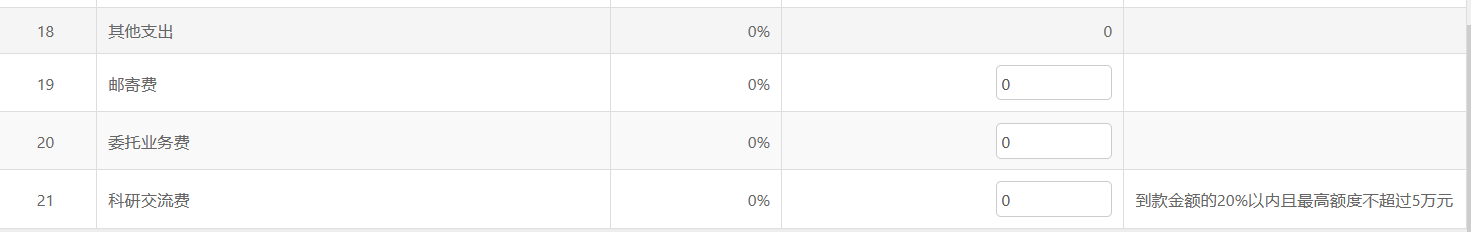 18 其他支出 0% 0
19 邮寄费 0% 0
20 委托业务费 0% 0
21 科研交流费 0% 0 到款金额的20%以内且最高额度不超过5万元